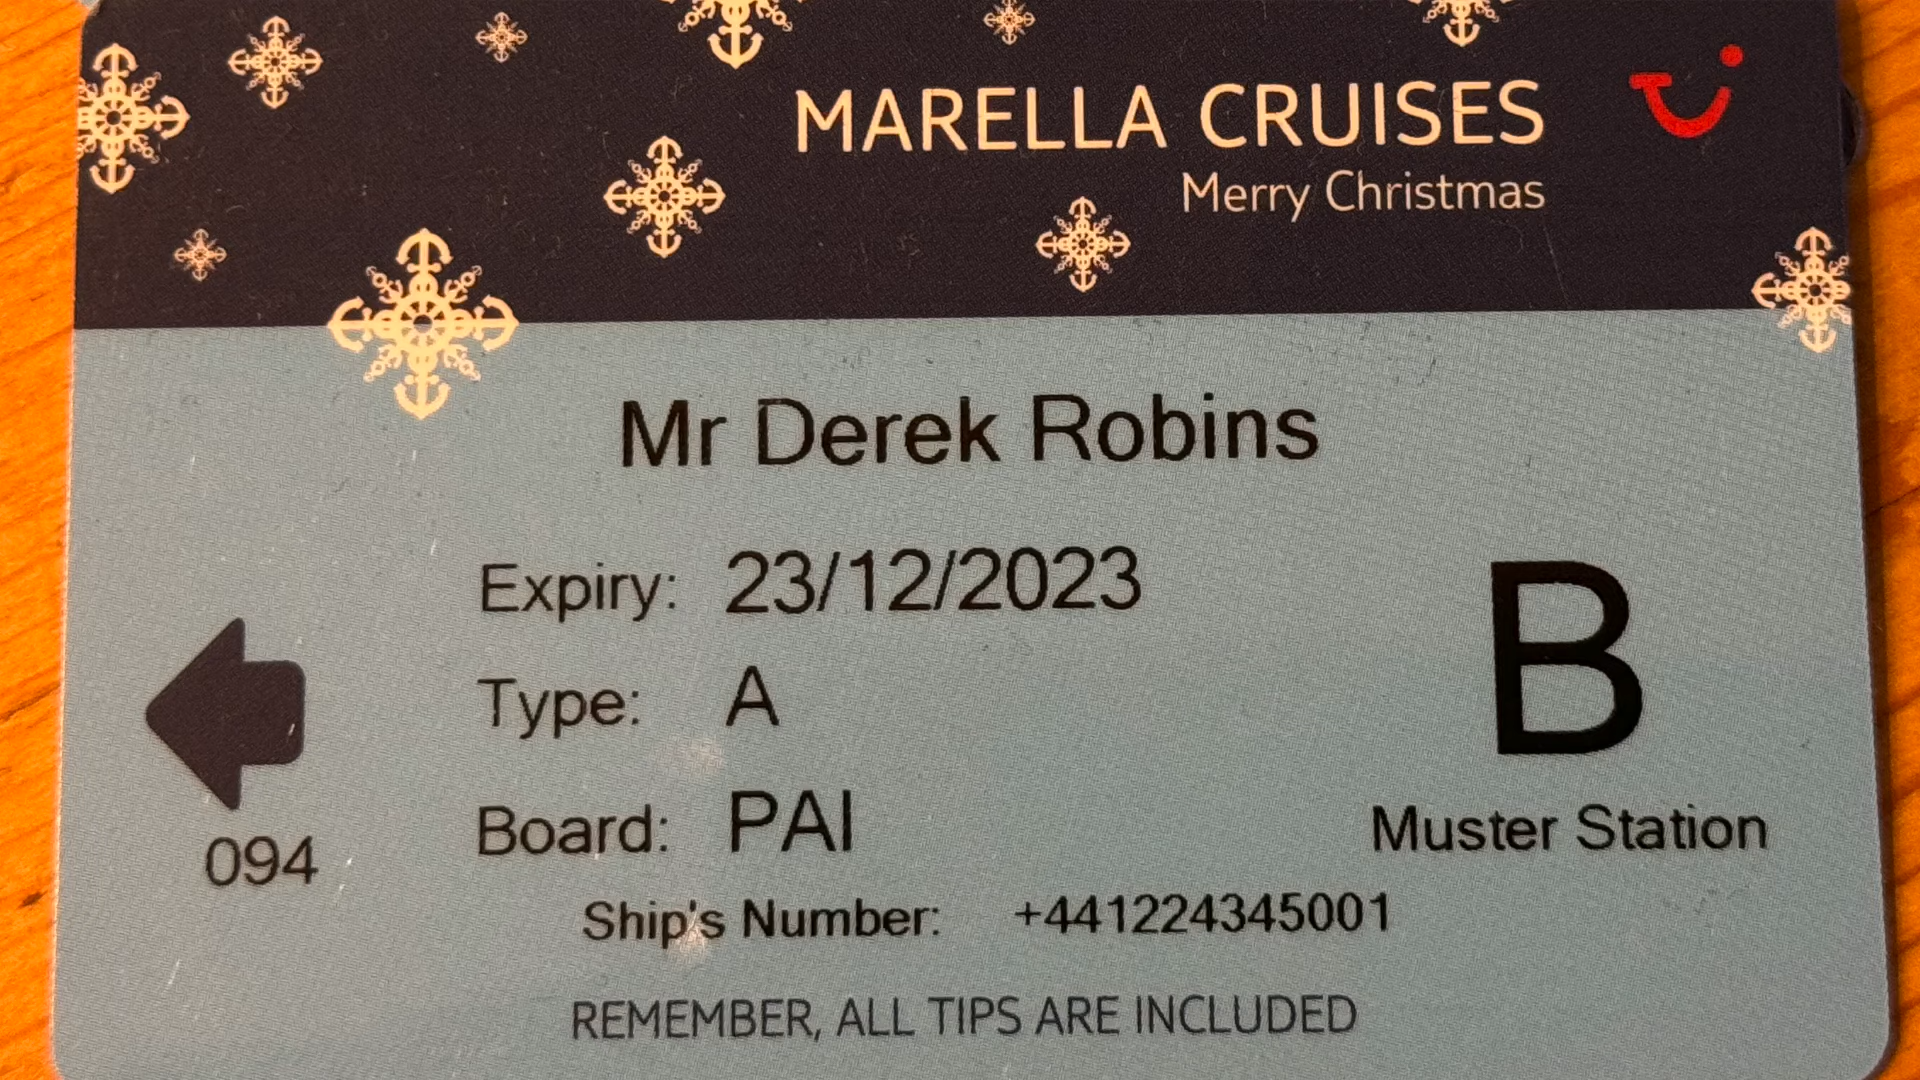 MARELLA CRUISES
Merry Christmas
Mr Derek Robins
Expiry: 23/12/2023
Type: A
Board: PAI
B
Muster Station
094
Ship's Number: +441224345001
REMEMBER, ALL TIPS ARE INCLUDED